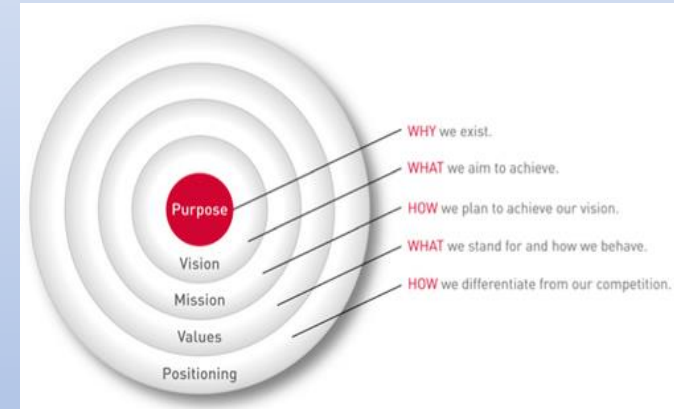 Purpose
Vision
Mission
Values
Positioning
WHY we exist.
WHAT we aim to achieve.
HOW we plan to achieve our vision.
WHAT we stand for and how we behave.
HOW we differentiate from our competition.